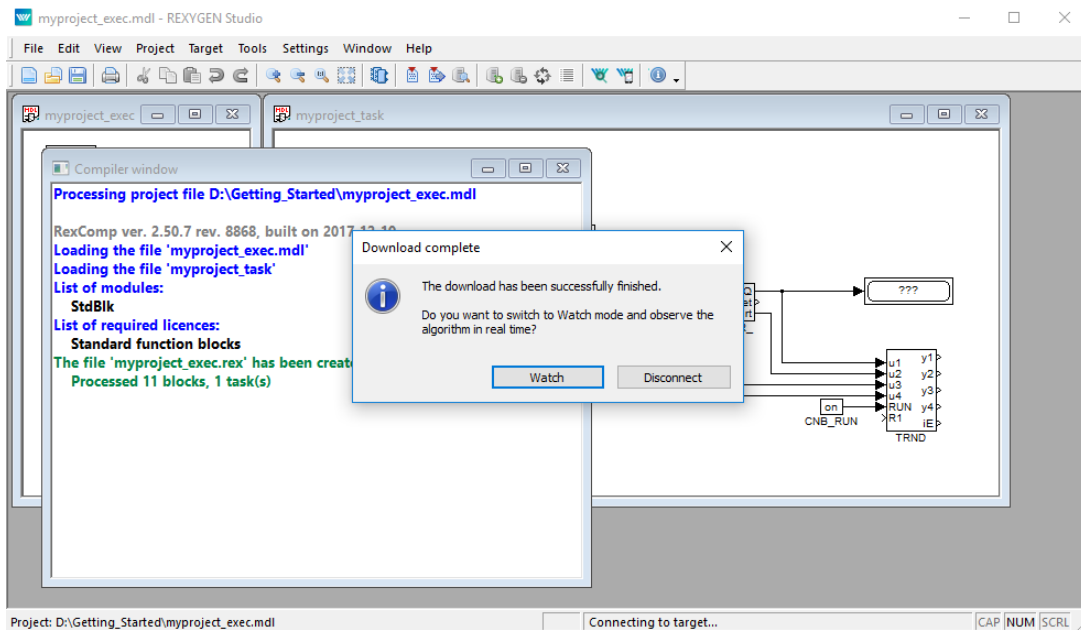 myproject_exec.mdl - REXYGEN Studio
File Edit View Project Target Tools Settings Window Help
myproject_exec
myproject_task
Compiler window
Processing project file D:\Getting_Started\myproject_exec.mdl
RexComp ver. 2.50.7 rev. 8868, built on 2017-12-10
Loading the file 'myproject_exec.mdl'
Loading the file 'myproject_task'
List of modules:
StdBlk
List of required licences:
Standard function blocks
The file 'myproject_exec.rex' has been creat
Processed 11 blocks, 1 task(s)
Download complete
The download has been successfully finished.
Do you want to switch to Watch mode and observe the
algorithm in real time?
Watch Disconnect
Q
et
rt
???
u1 y1
u2 y2
u3 y3
u4 y4
RUN
R1 iE
TRND
on
CNB_RUN
Project: D:\Getting_Started\myproject_exec.mdl
Connecting to target...
CAP NUM SCRL